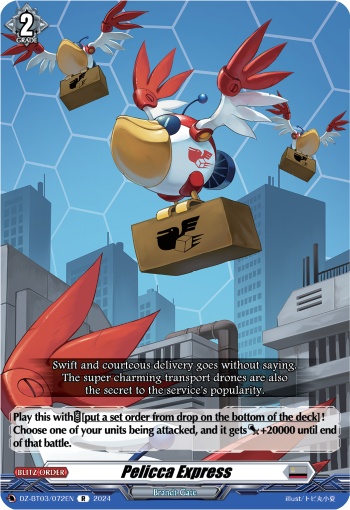 2
GRADE
Swift and courteous delivery goes without saying.
The super charming transport drones are also
the secret to the service's popularity.
Play this with [put a set order from drop on the bottom of the deck]!
Choose one of your units being attacked, and it gets +20000 until end
of that battle.
BLITZ ORDER
Pelicca Express
DZ-BT03/072EN R 2024
Brandt Gate
illust/トビ丸小夏